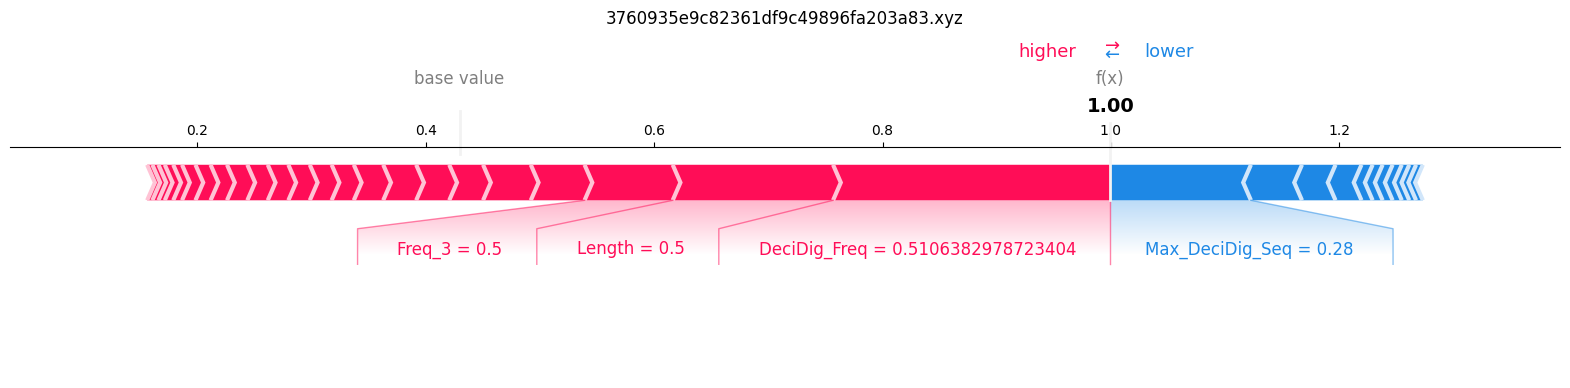 3760935e9c82361df9c49896fa203a83.xyz
higher → ← lower
base value f(x)
1.00
0.2 0.4 0.6 0.8 1 0 1.2
Freq_3 = 0.5 Length = 0.5 DeciDig_Freq = 0.5106382978723404 Max_DeciDig_Seq = 0.28